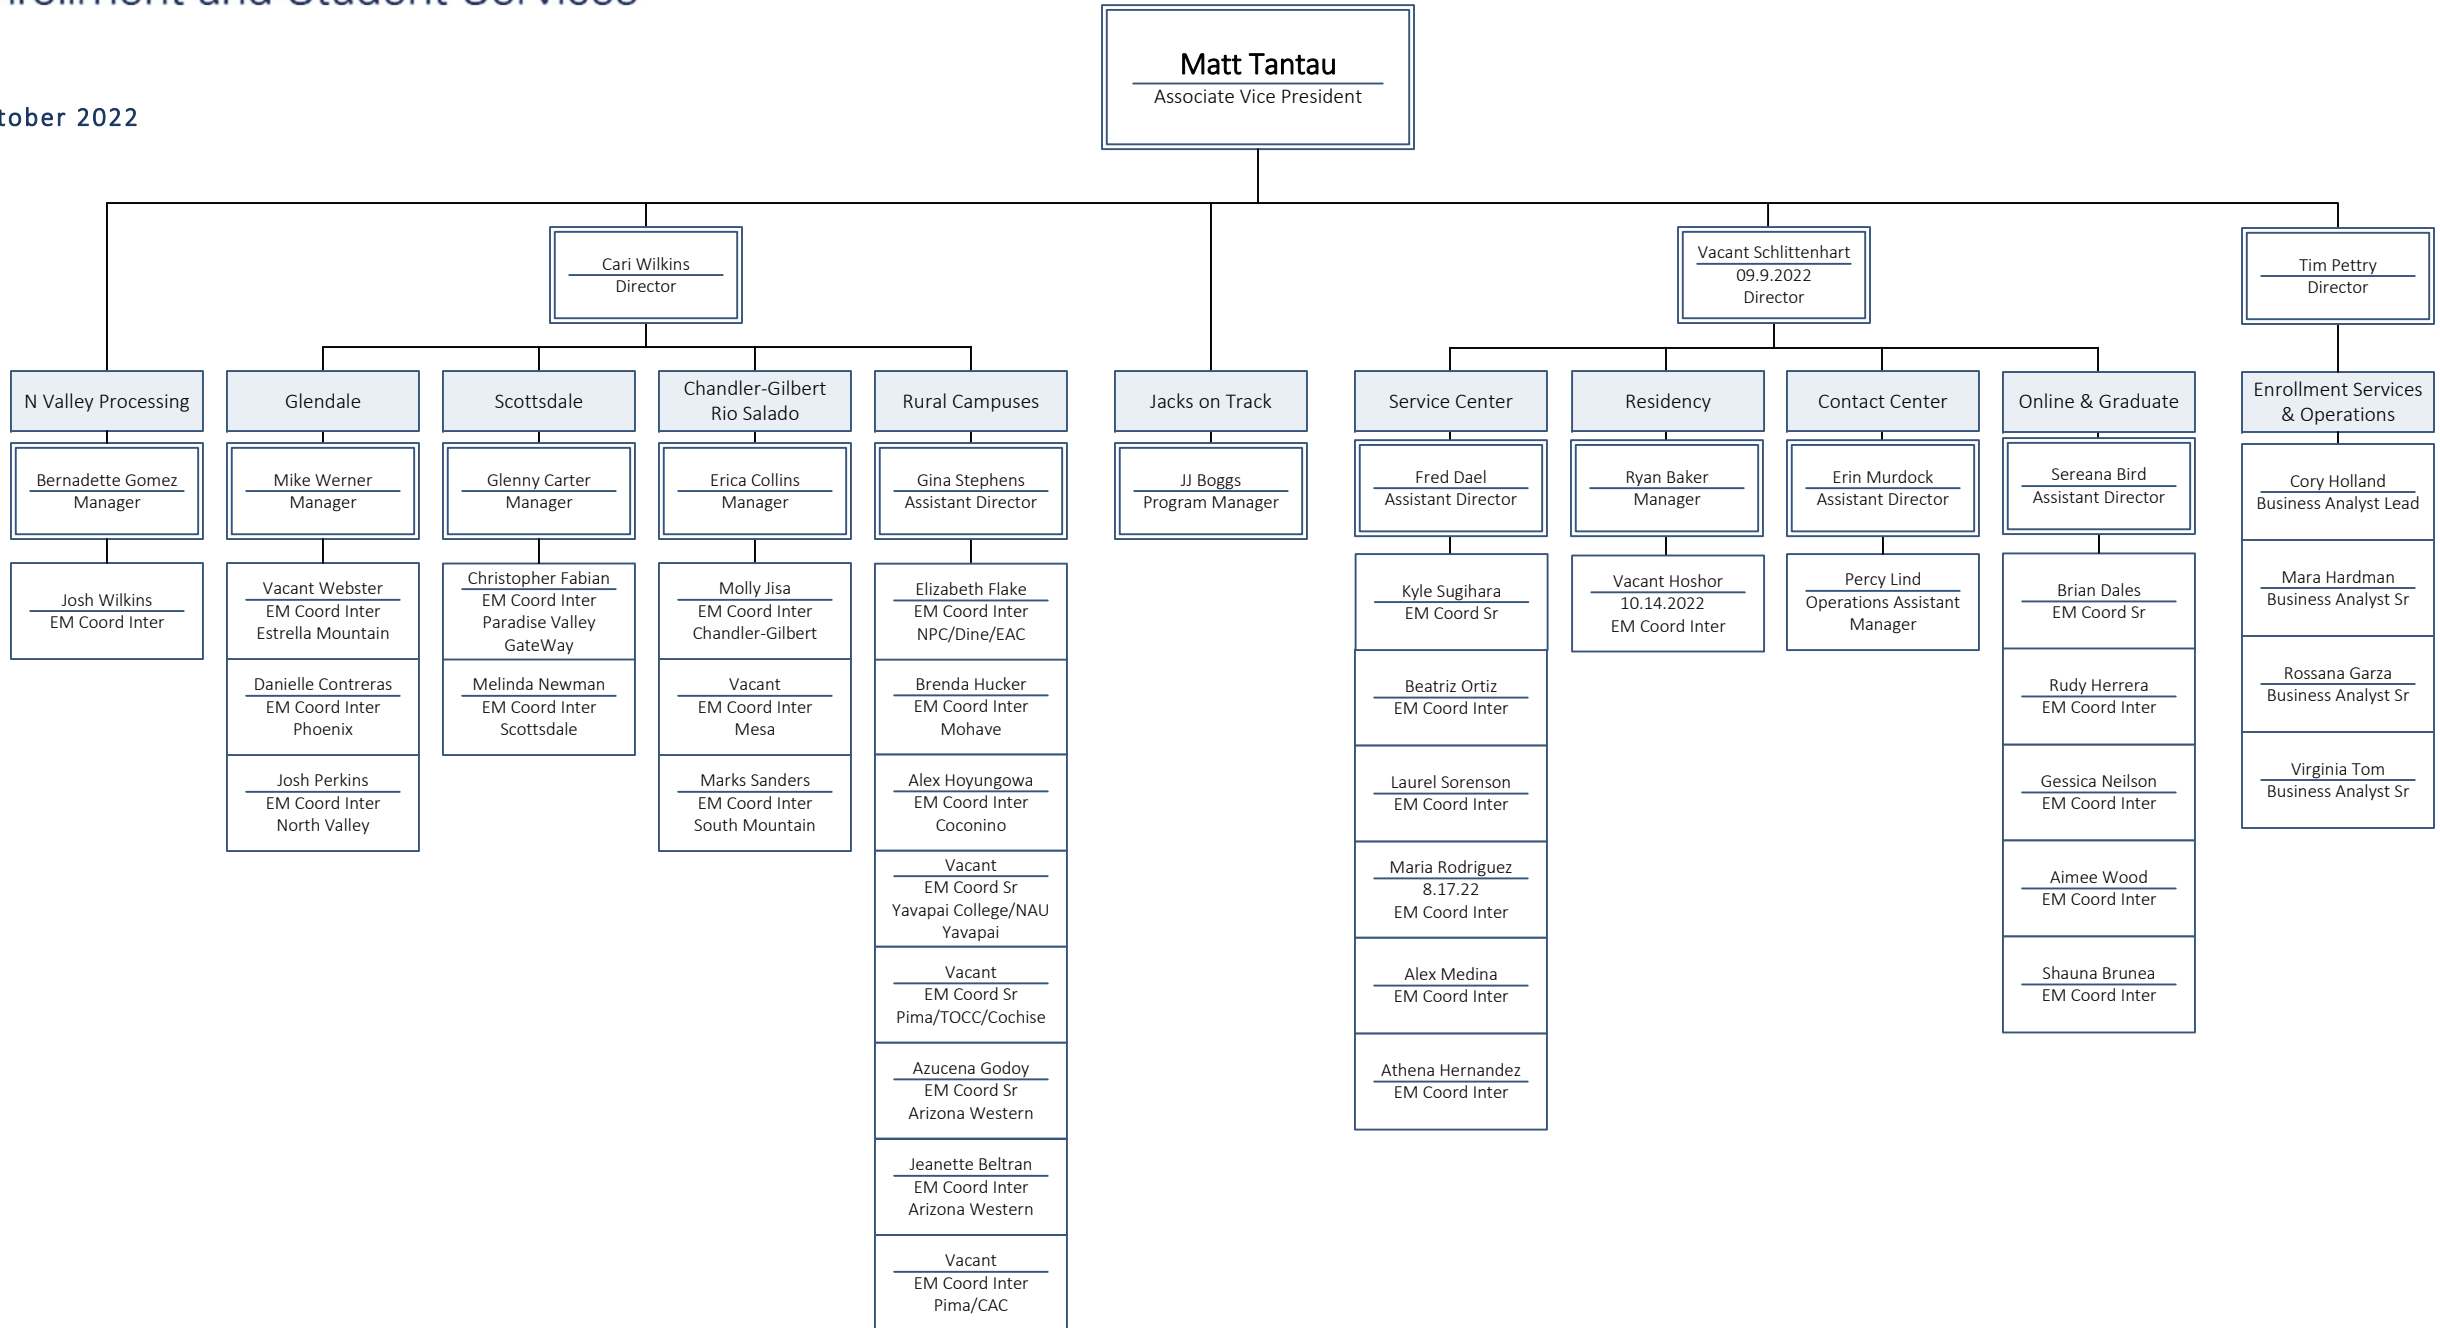 and Student Services
2022
Matt Tantau
Associate Vice President
Cari Wilkins
Director
Vacant Schlittenhart
09.9.2022
Director
Tim Pettry
Director
N Valley Processing
Bernadette Gomez
Manager
Josh Wilkins
EM Coord Inter
Glendale
Mike Werner
Manager
Vacant Webster
EM Coord Inter
Estrella Mountain
Danielle Contreras
EM Coord Inter
Phoenix
Josh Perkins
EM Coord Inter
North Valley
Scottsdale
Glenny Carter
Manager
Christopher Fabian
EM Coord Inter
Paradise Valley
GateWay
Melinda Newman
EM Coord Inter
Scottsdale
Chandler-Gilbert
Rio Salado
Erica Collins
Manager
Molly Jisa
EM Coord Inter
Chandler-Gilbert
Vacant
EM Coord Inter
Mesa
Marks Sanders
EM Coord Inter
South Mountain
Rural Campuses
Gina Stephens
Assistant Director
Elizabeth Flake
EM Coord Inter
NPC/Dine/EAC
Brenda Hucker
EM Coord Inter
Mohave
Alex Hoyungowa
EM Coord Inter
Coconino
Vacant
EM Coord Sr
Yavapai College/NAU
Yavapai
Vacant
EM Coord Sr
Pima/TOCC/Cochise
Azucena Godoy
EM Coord Sr
Arizona Western
Jeanette Beltran
EM Coord Inter
Arizona Western
Vacant
EM Coord Inter
Pima/CAC
Jacks on Track
JJ Boggs
Program Manager
Service Center
Fred Dael
Assistant Director
Kyle Sugihara
EM Coord Sr
Beatriz Ortiz
EM Coord Inter
Laurel Sorenson
EM Coord Inter
Maria Rodriguez
8.17.22
EM Coord Inter
Alex Medina
EM Coord Inter
Athena Hernandez
EM Coord Inter
Residency
Ryan Baker
Manager
Vacant Hoshor
10.14.2022
EM Coord Inter
Contact Center
Erin Murdock
Assistant Director
Percy Lind
Operations Assistant
Manager
Online & Graduate
Sereana Bird
Assistant Director
Brian Dales
EM Coord Sr
Rudy Herrera
EM Coord Inter
Gessica Neilson
EM Coord Inter
Aimee Wood
EM Coord Inter
Shauna Brunea
EM Coord Inter
Enrollment Services
& Operations
Cory Holland
Business Analyst Lead
Mara Hardman
Business Analyst Sr
Rossana Garza
Business Analyst Sr
Virginia Tom
Business Analyst Sr